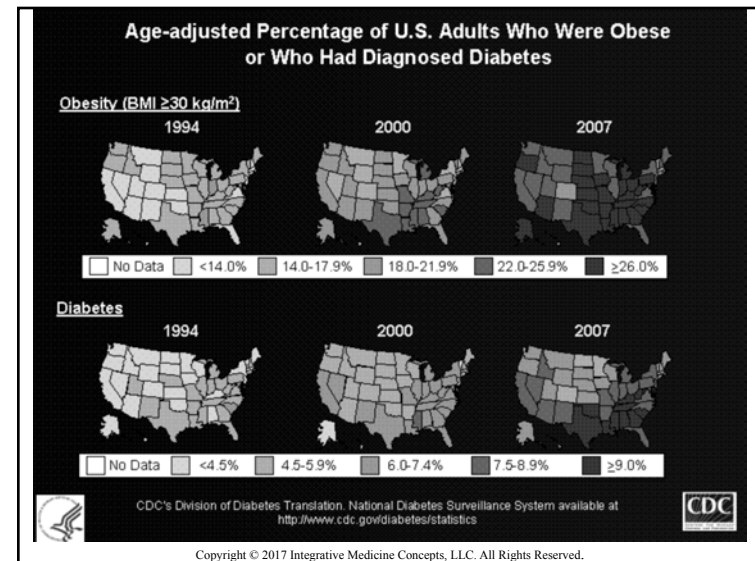 Age-adjusted Percentage of U.S. Adults Who Were Obese
or Who Had Diagnosed Diabetes
Obesity (BMI ≥30 kg/m²)
1994 2000 2007
No Data <14.0% 14.0-17.9% 18.0-21.9% 22.0-25.9% ≥26.0%
Diabetes
1994 2000 2007
No Data <4.5% 4.5-5.9% 6.0-7.4% 7.5-8.9% ≥9.0%
CDC's Division of Diabetes Translation. National Diabetes Surveillance System available at
http://www.cdc.gov/diabetes/statistics
CDC
Copyright © 2017 Integrative Medicine Concepts, LLC. All Rights Reserved.